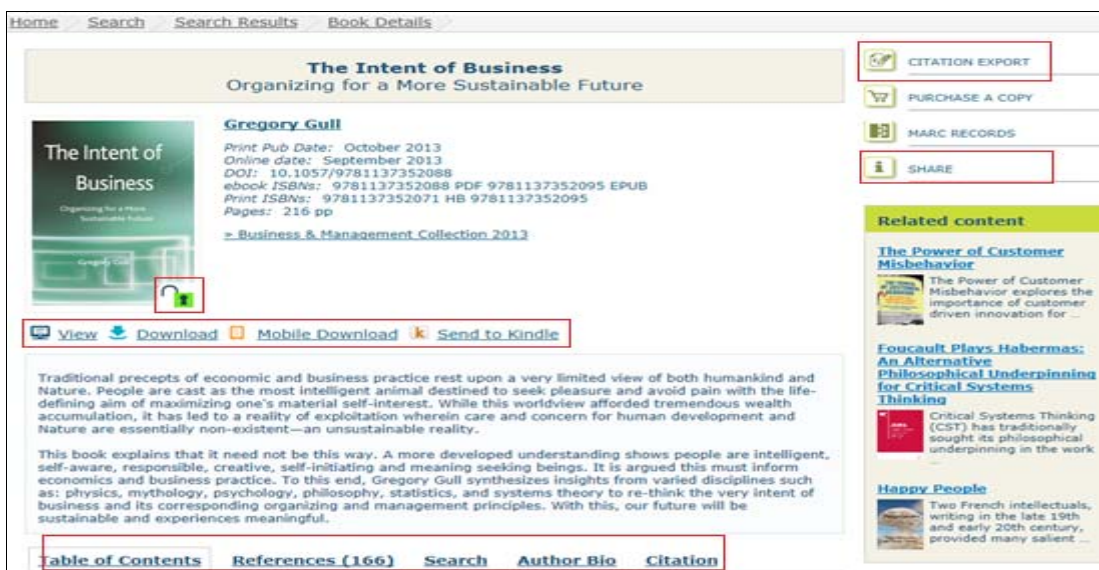 Home Search Search Results Book Details
The Intent of Business
Organizing for a More Sustainable Future
The Intent of
Business
Organizing for a More
Sustainable Future
Gregory Gull
Gregory Gull
Print Pub Date: October 2013
Online date: September 2013
DOI: 10.1057/9781137352088
ebook ISBNs: 9781137352088 PDF 9781137352095 EPUB
Print ISBNs: 9781137352071 HB 9781137352095
Pages: 216 pp
» Business & Management Collection 2013
View Download Mobile Download k Send to Kindle
Traditional precepts of economic and business practice rest upon a very limited view of both humankind and
Nature. People are cast as the most intelligent animal destined to seek pleasure and avoid pain with the life-
defining aim of maximizing one's material self-interest. While this worldview afforded tremendous wealth
accumulation, it has led to a reality of exploitation wherein care and concern for human development and
Nature are essentially non-existent—an unsustainable reality.
This book explains that it need not be this way. A more developed understanding shows people are intelligent,
self-aware, responsible, creative, self-initiating and meaning seeking beings. It is argued this must inform
economics and business practice. To this end, Gregory Gull synthesizes insights from varied disciplines such
as: physics, mythology, psychology, philosophy, statistics, and systems theory to re-think the very intent of
business and its corresponding organizing and management principles. With this, our future will be
sustainable and experiences meaningful.
Table of Contents References (166) Search Author Bio Citation
CITATION EXPORT
PURCHASE A COPY
MARC RECORDS
i SHARE
Related content
The Power of Customer
Misbehavior
The Power of Customer
Misbehavior explores the
importance of customer
driven innovation for ...
Foucault Plays Habermas:
An Alternative
Philosophical Underpinning
for Critical Systems
Thinking
Critical Systems Thinking
(CST) has traditionally
sought its philosophical
underpinning in the work
...
Happy People
Two French intellectuals,
writing in the late 19th
and early 20th century,
provided many salient ...